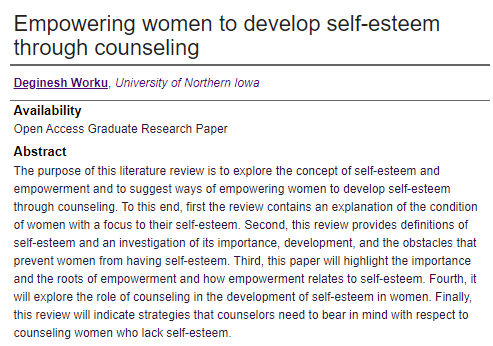 Empowering women to develop self-esteem
through counseling
Deginesh Worku, University of Northern Iowa
Availability
Open Access Graduate Research Paper
Abstract
The purpose of this literature review is to explore the concept of self-esteem and
empowerment and to suggest ways of empowering women to develop self-esteem
through counseling. To this end, first the review contains an explanation of the condition
of women with a focus to their self-esteem. Second, this review provides definitions of
self-esteem and an investigation of its importance, development, and the obstacles that
prevent women from having self-esteem. Third, this paper will highlight the importance
and the roots of empowerment and how empowerment relates to self-esteem. Fourth, it
will explore the role of counseling in the development of self-esteem in women. Finally,
this review will indicate strategies that counselors need to bear in mind with respect to
counseling women who lack self-esteem.